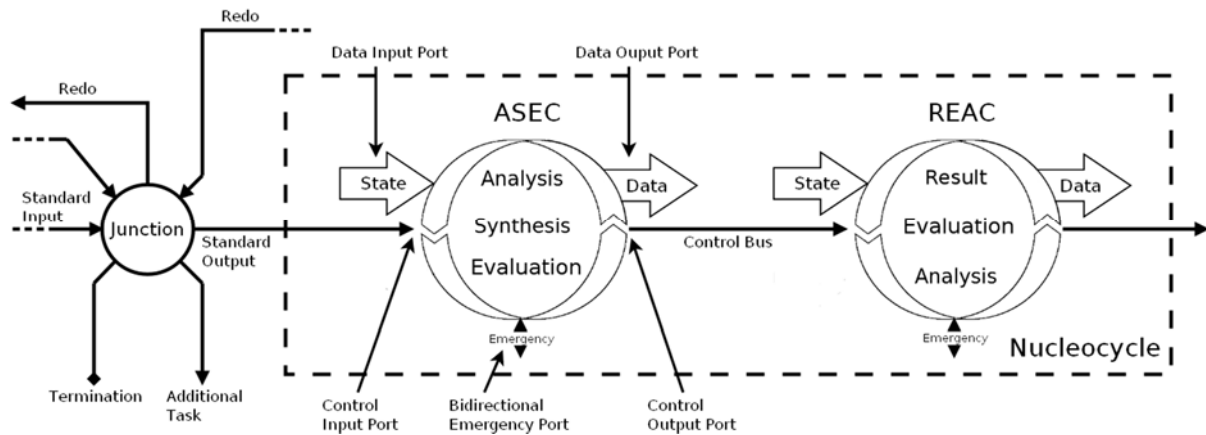 Redo
Data Input Port
Data Ouput Port
Redo
ASEC
REAC
State
Analysis
Data
State
Result
Data
Standard
Input
Junction
Synthesis
Evaluation
Standard
Output
Control Bus
Evaluation
Analysis
Emergency
Emergency
Nucleocycle
Termination
Additional
Task
Control
Input Port
Bidirectional
Emergency Port
Control
Output Port